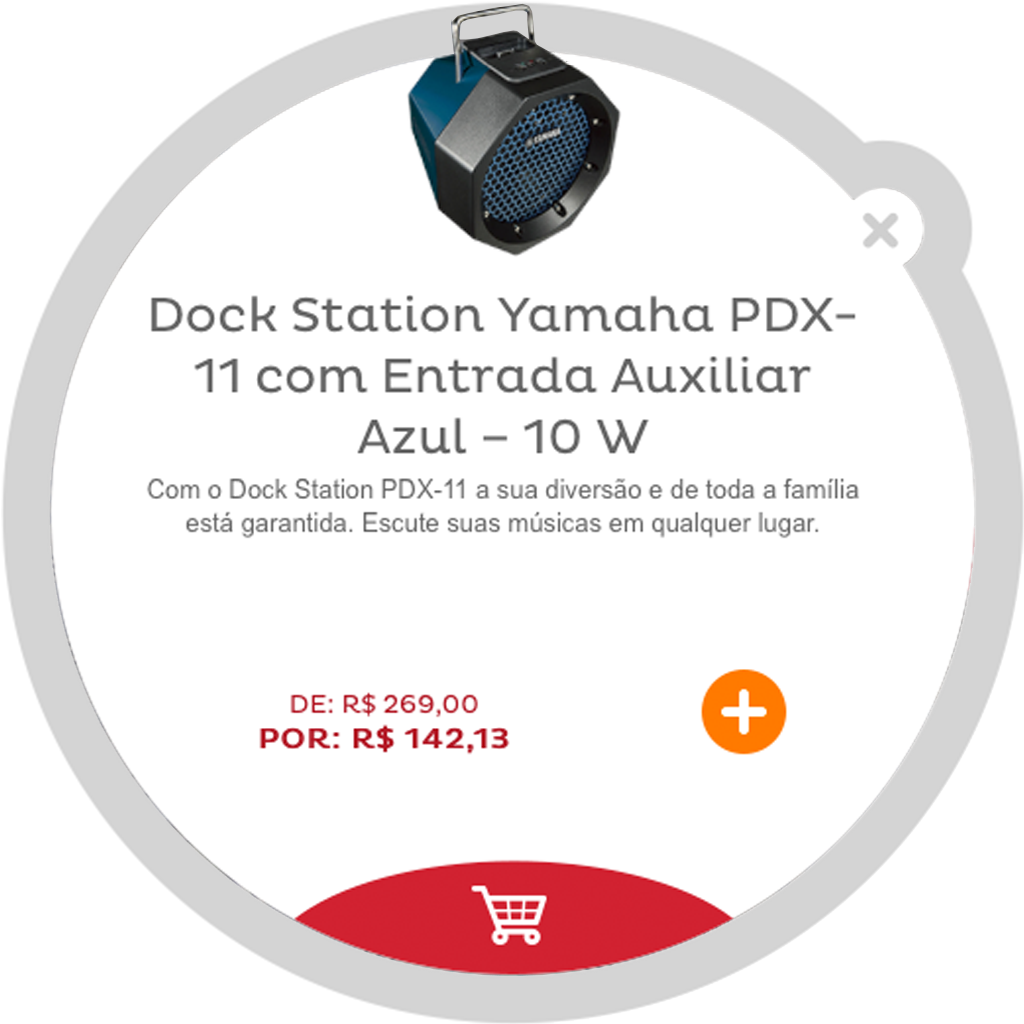 YAMAHA
Dock Station Yamaha PDX-
11 com Entrada Auxiliar
Azul – 10 W
Com o Dock Station PDX-11 a sua diversão e de toda a família
está garantida. Escute suas músicas em qualquer lugar.
DE: R$ 269,00
POR: R$ 142,13